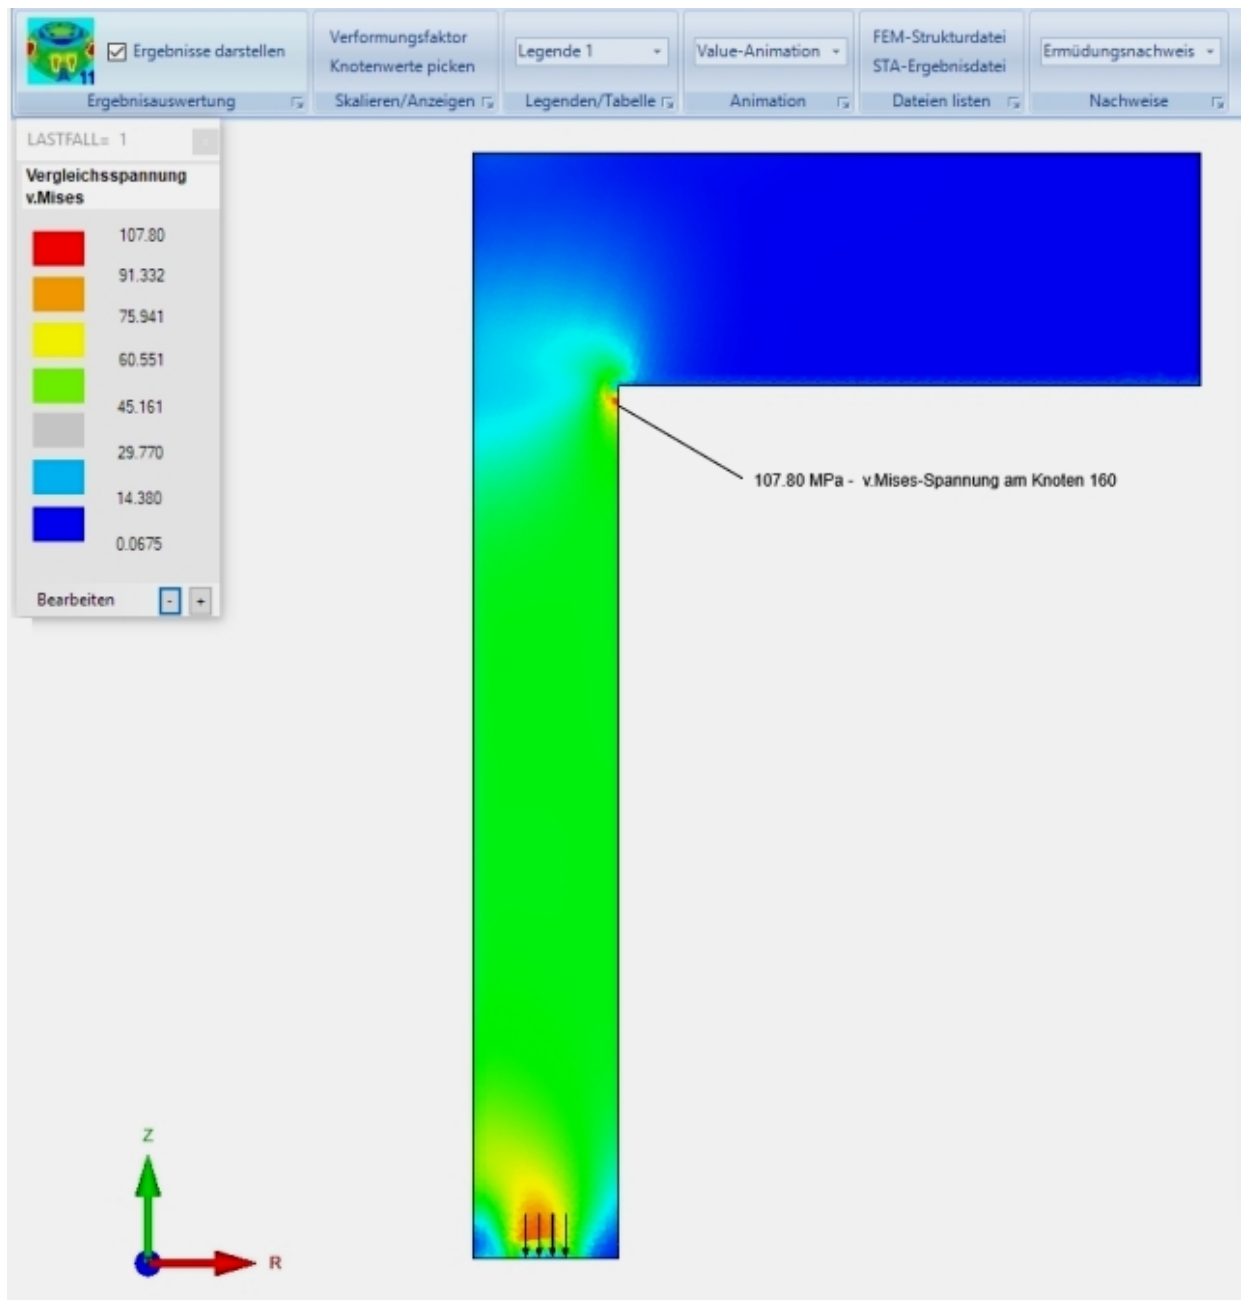 11
Ergebnisse darstellen
Ergebnisauswertung
Verformungsfaktor
Knotenwerte picken
Skalieren/Anzeigen
Legende 1
Legenden/Tabelle
Value-Animation
Animation
FEM-Strukturdatei
STA-Ergebnisdatei
Dateien listen
Ermüdungsnachweis
Nachweise
LASTFALL= 1
Vergleichsspannung
v.Mises
107.80
91.332
75.941
60.551
45.161
29.770
14.380
0.0675
Bearbeiten - +
107.80 MPa - v.Mises-Spannung am Knoten 160
Z
R